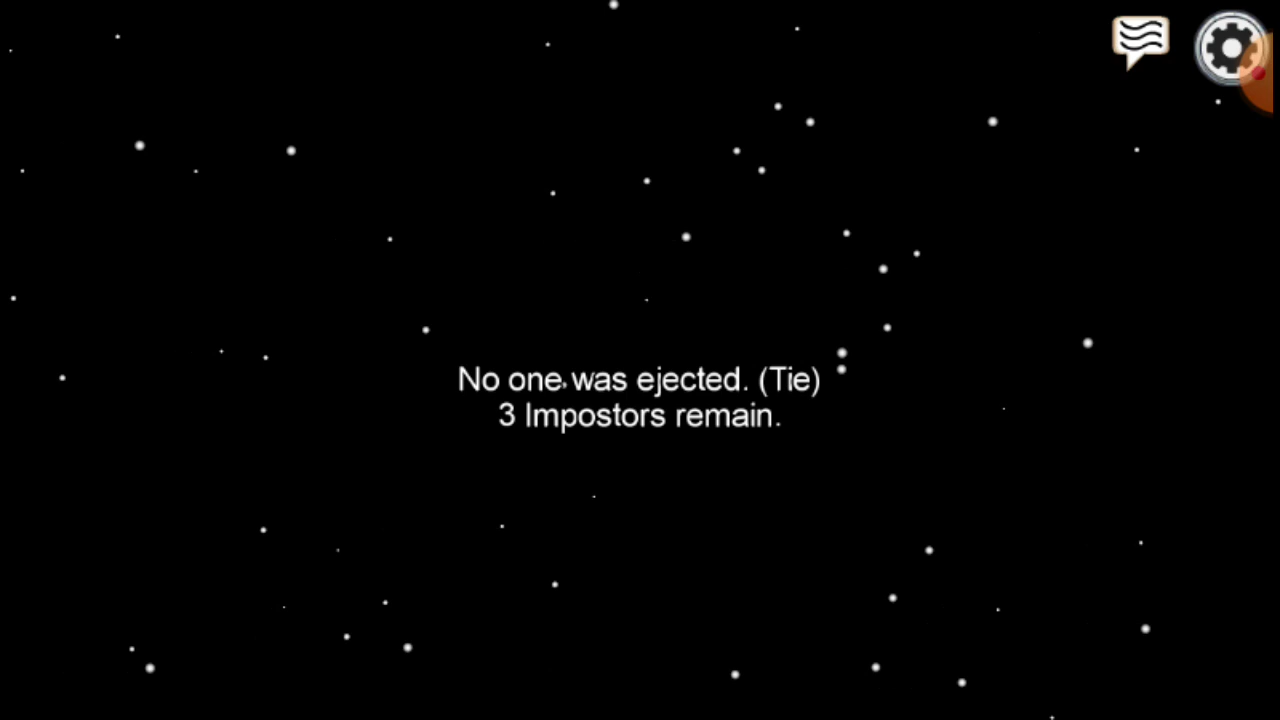 No one was ejected. (Tie)
3 Impostors remain.